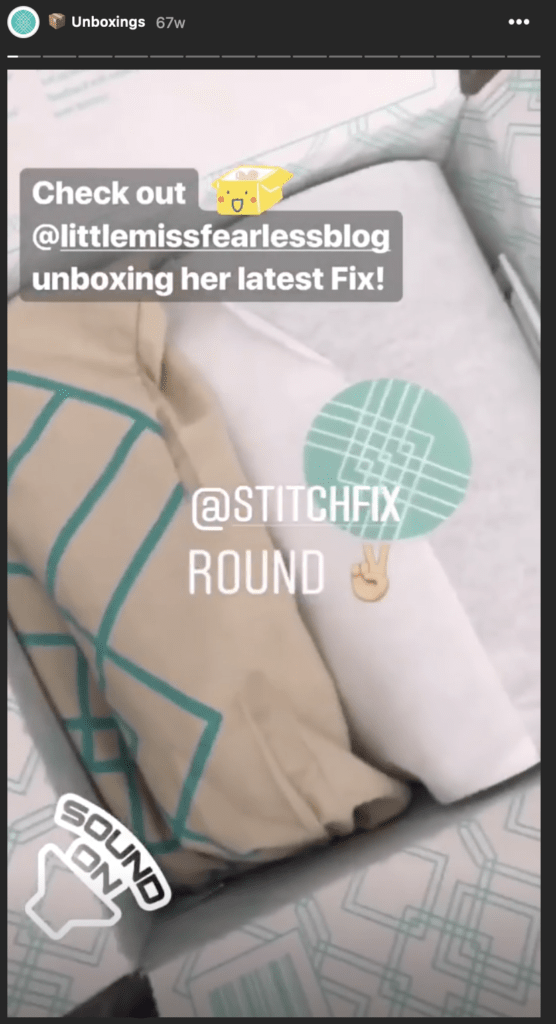 Unboxings 67w
Check out
@littlemissfearlessblog
unboxing her latest Fix!
@STITCHFIX
ROUND
SOUND
ON